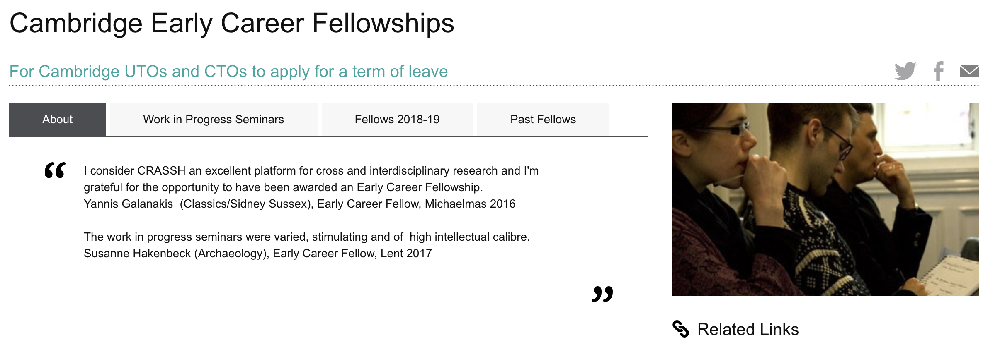 Cambridge Early Career Fellowships
For Cambridge UTOs and CTOs to apply for a term of leave
About
Work in Progress Seminars
Fellows 2018-19
Past Fellows
“
I consider CRASSH an excellent platform for cross and interdisciplinary research and I'm
grateful for the opportunity to have been awarded an Early Career Fellowship.
Yannis Galanakis  (Classics/Sidney Sussex), Early Career Fellow, Michaelmas 2016
The work in progress seminars were varied, stimulating and of  high intellectual calibre.
Susanne Hakenbeck (Archaeology), Early Career Fellow, Lent 2017
”
Related Links